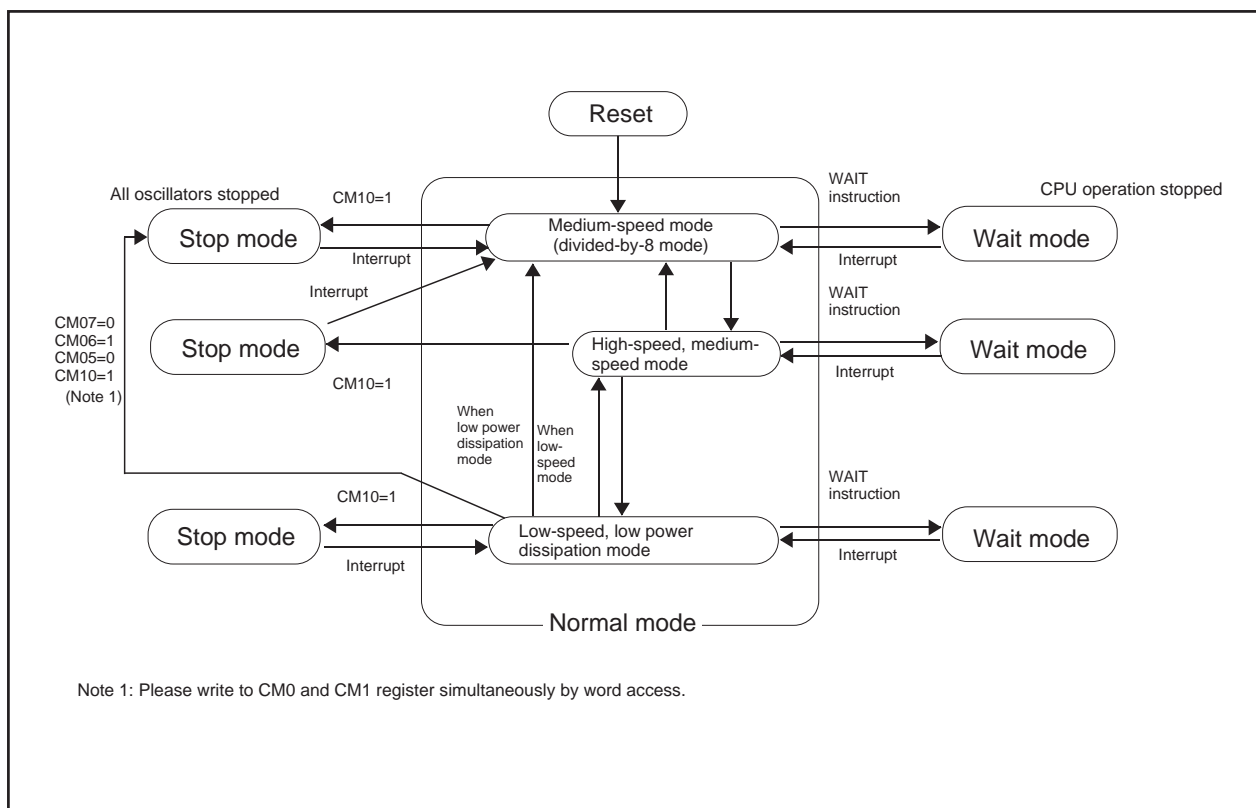 Reset
All oscillators stopped
CM10=1
WAIT
instruction
CPU operation stopped
Stop mode
Medium-speed mode
(divided-by-8 mode)
Wait mode
Interrupt
Interrupt
Interrupt
WAIT
instruction
CM07=0
CM06=1
CM05=0
CM10=1
(Note 1)
Stop mode
High-speed, medium-
speed mode
Wait mode
CM10=1
Interrupt
When
low power
dissipation
mode
When
low-
speed
mode
WAIT
instruction
CM10=1
Stop mode
Low-speed, low power
dissipation mode
Wait mode
Interrupt
Interrupt
Normal mode
Note 1: Please write to CM0 and CM1 register simultaneously by word access.